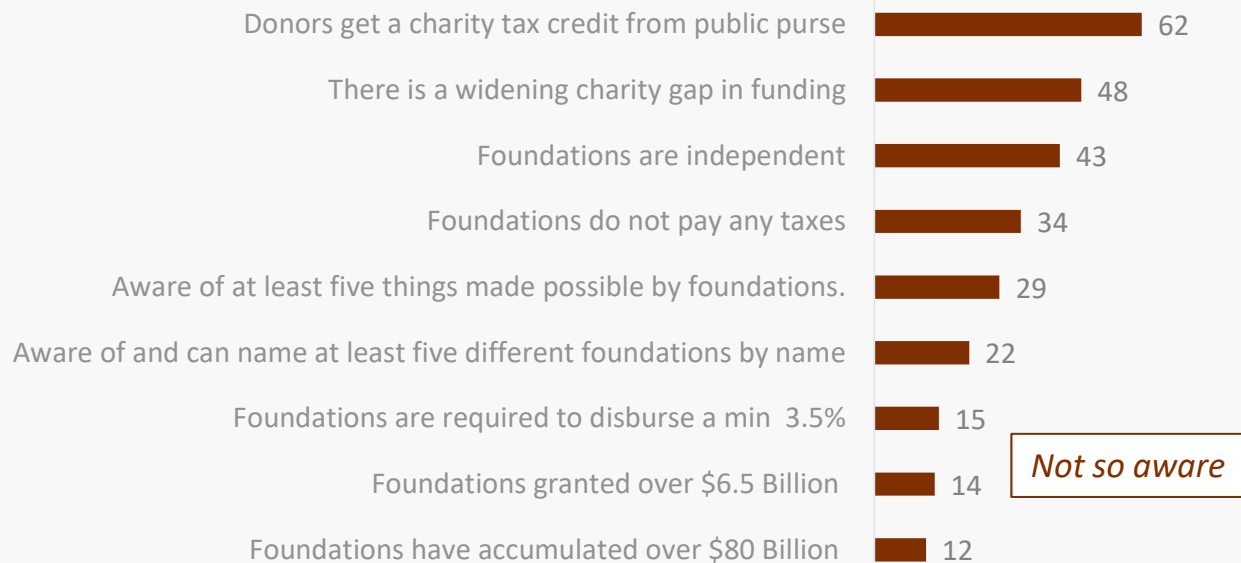 Donors get a charity tax credit from public purse 62
There is a widening charity gap in funding 48
Foundations are independent 43
Foundations do not pay any taxes 34
Aware of at least five things made possible by foundations. 29
Aware of and can name at least five different foundations by name 22
Foundations are required to disburse a min 3.5% 15
Not so aware
Foundations granted over $6.5 Billion 14
Foundations have accumulated over $80 Billion 12